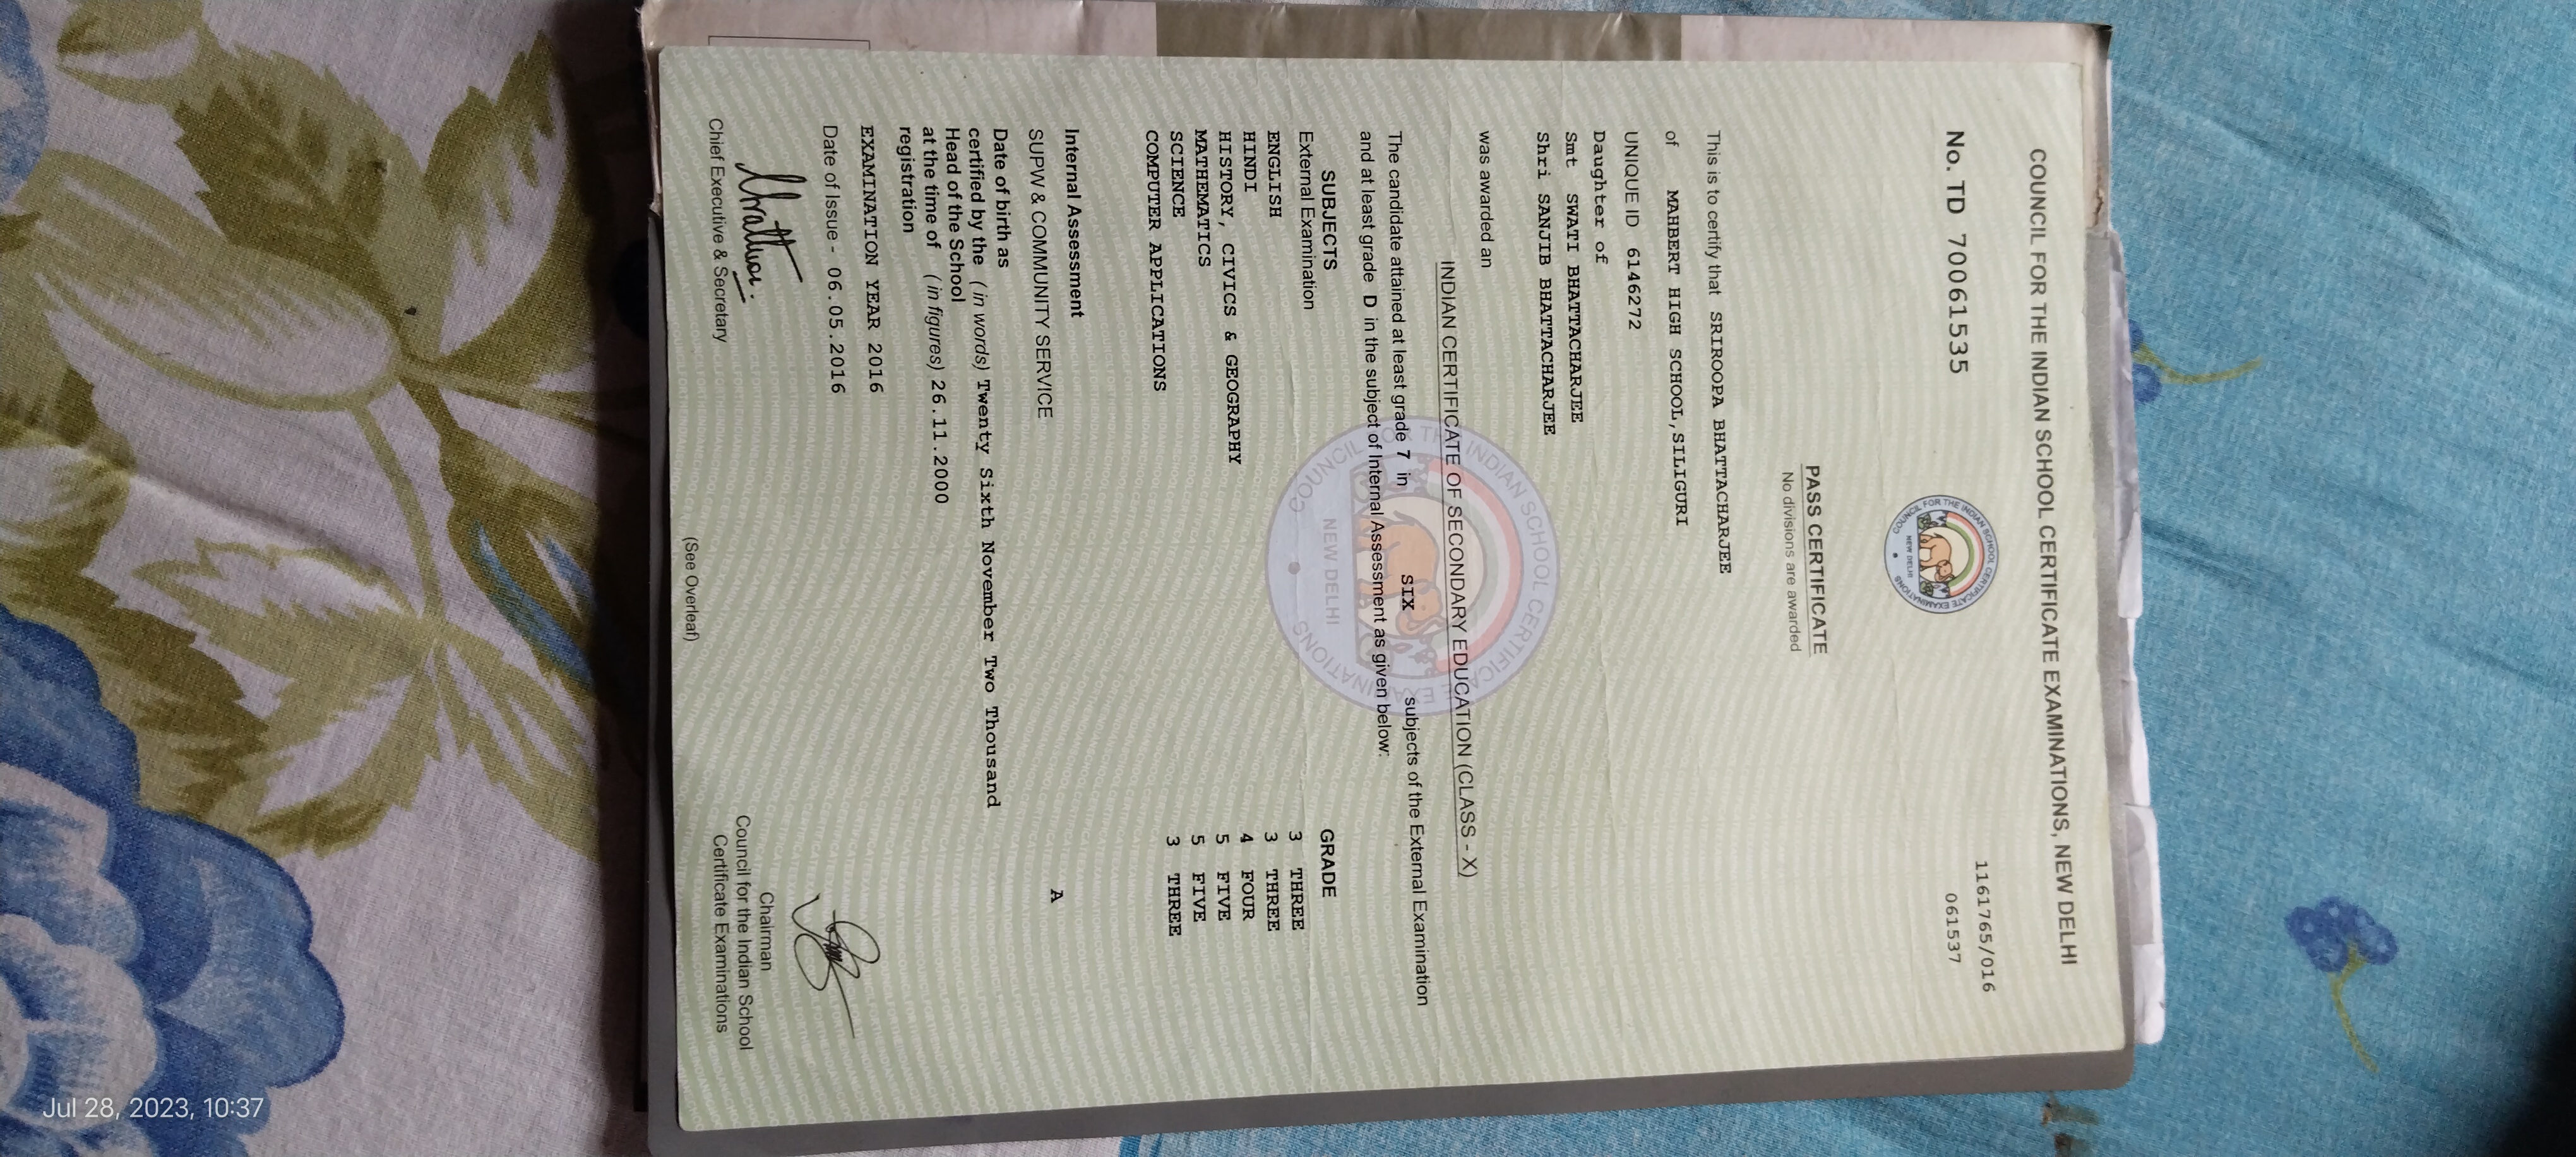 COUNCIL FOR THE INDIAN SCHOOL CERTIFICATE EXAMINATIONS, NEW DELHI
1161765/016
No. TD 700615535
061537
COUNCIL FOR THE INDIAN SCHOOL CERTIFICATE EXAMINATIONS
NEW DELHI
PASS CERTIFICATE
No divisions are awarded
This is to certify that SRIROOPA BHATTACHARJEE
of MAHBERT HIGH SCHOOL,SILIGURI
UNIQUE ID 6146272
Daughter of
Smt SWATI BHATTACHARJEE
Shri SANJIB BHATTACHARJEE
was awarded an
INDIAN CERTIFICATE OF SECONDARY EDUCATION (CLASS - X)
The candidate attained at least grade 7 in SIX subjects of the External Examination
and at least grade D in the subject of Internal Assessment as given below:
COUNCIL FOR THE INDIAN SCHOOL CERTIFICATE EXAMINATIONS
NEW DELHI
SUBJECTS GRADE
External Examination
ENGLISH 3 THREE
HINDI 3 THREE
HISTORY, CIVICS & GEOGRAPHY 4 FOUR
MATHEMATICS 5 FIVE
SCIENCE 5 FIVE
COMPUTER APPLICATIONS 3 THREE
Internal Assessment
SUPW & COMMUNITY SERVICE A
Date of birth as
certified by the (in words) Twenty Sixth November Two Thousand
Head of the School
at the time of (in figures) 26.11.2000
registration
EXAMINATION YEAR 2016
Date of Issue - 06.05.2016
Chief Executive & Secretary
Chairman
Council for the Indian School
Certificate Examinations
(See Overleaf)
Jul 28, 2023, 10:37